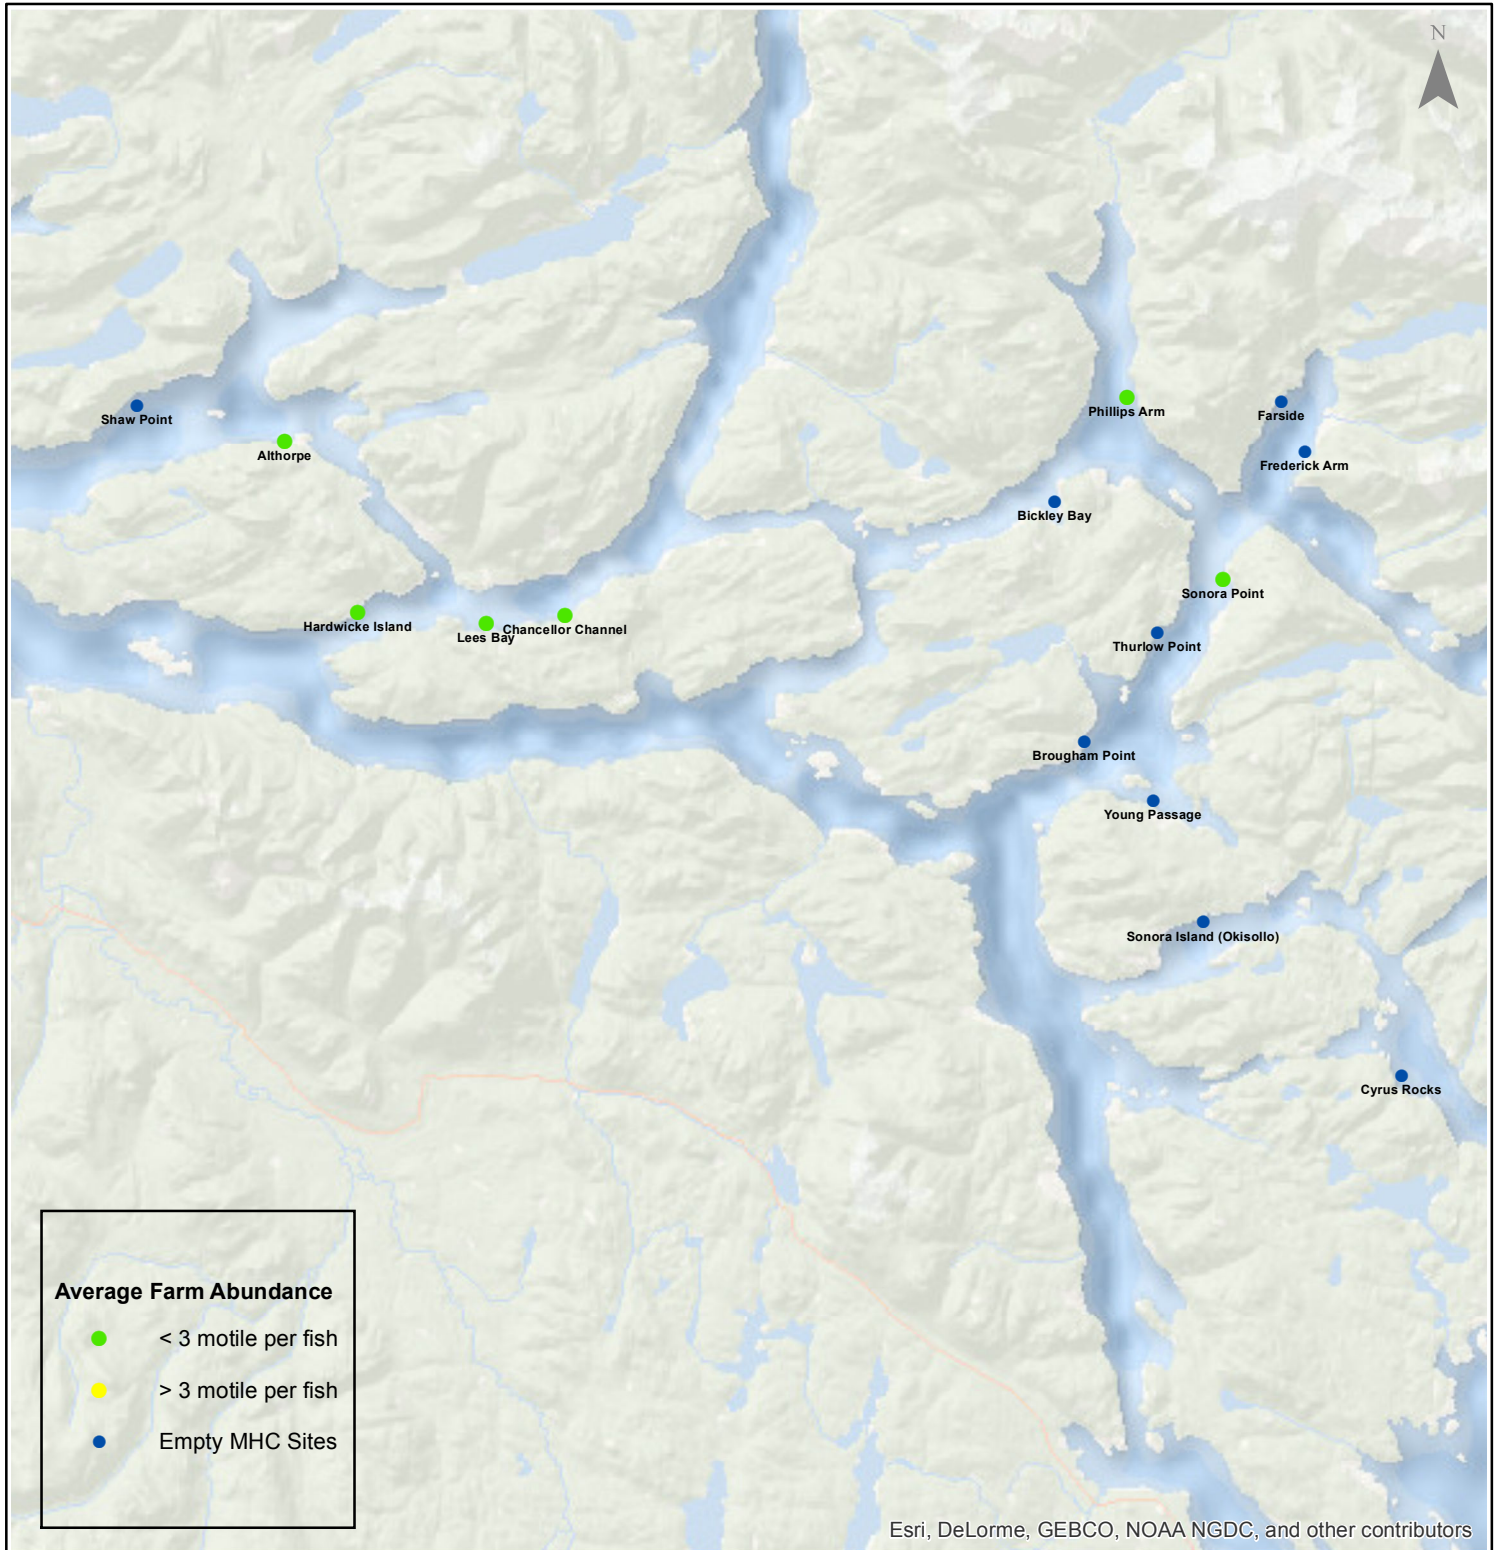 N
Shaw Point
Althorpe
Phillips Arm
Farside
Frederick Arm
Bickley Bay
Sonora Point
Hardwicke Island
Lees Bay
Chancellor Channel
Thurlow Point
Brougham Point
Young Passage
Sonora Island (Okisollo)
Cyrus Rocks
Average Farm Abundance
< 3 motile per fish
> 3 motile per fish
Empty MHC Sites
Esri, DeLorme, GEBCO, NOAA NGDC, and other contributors